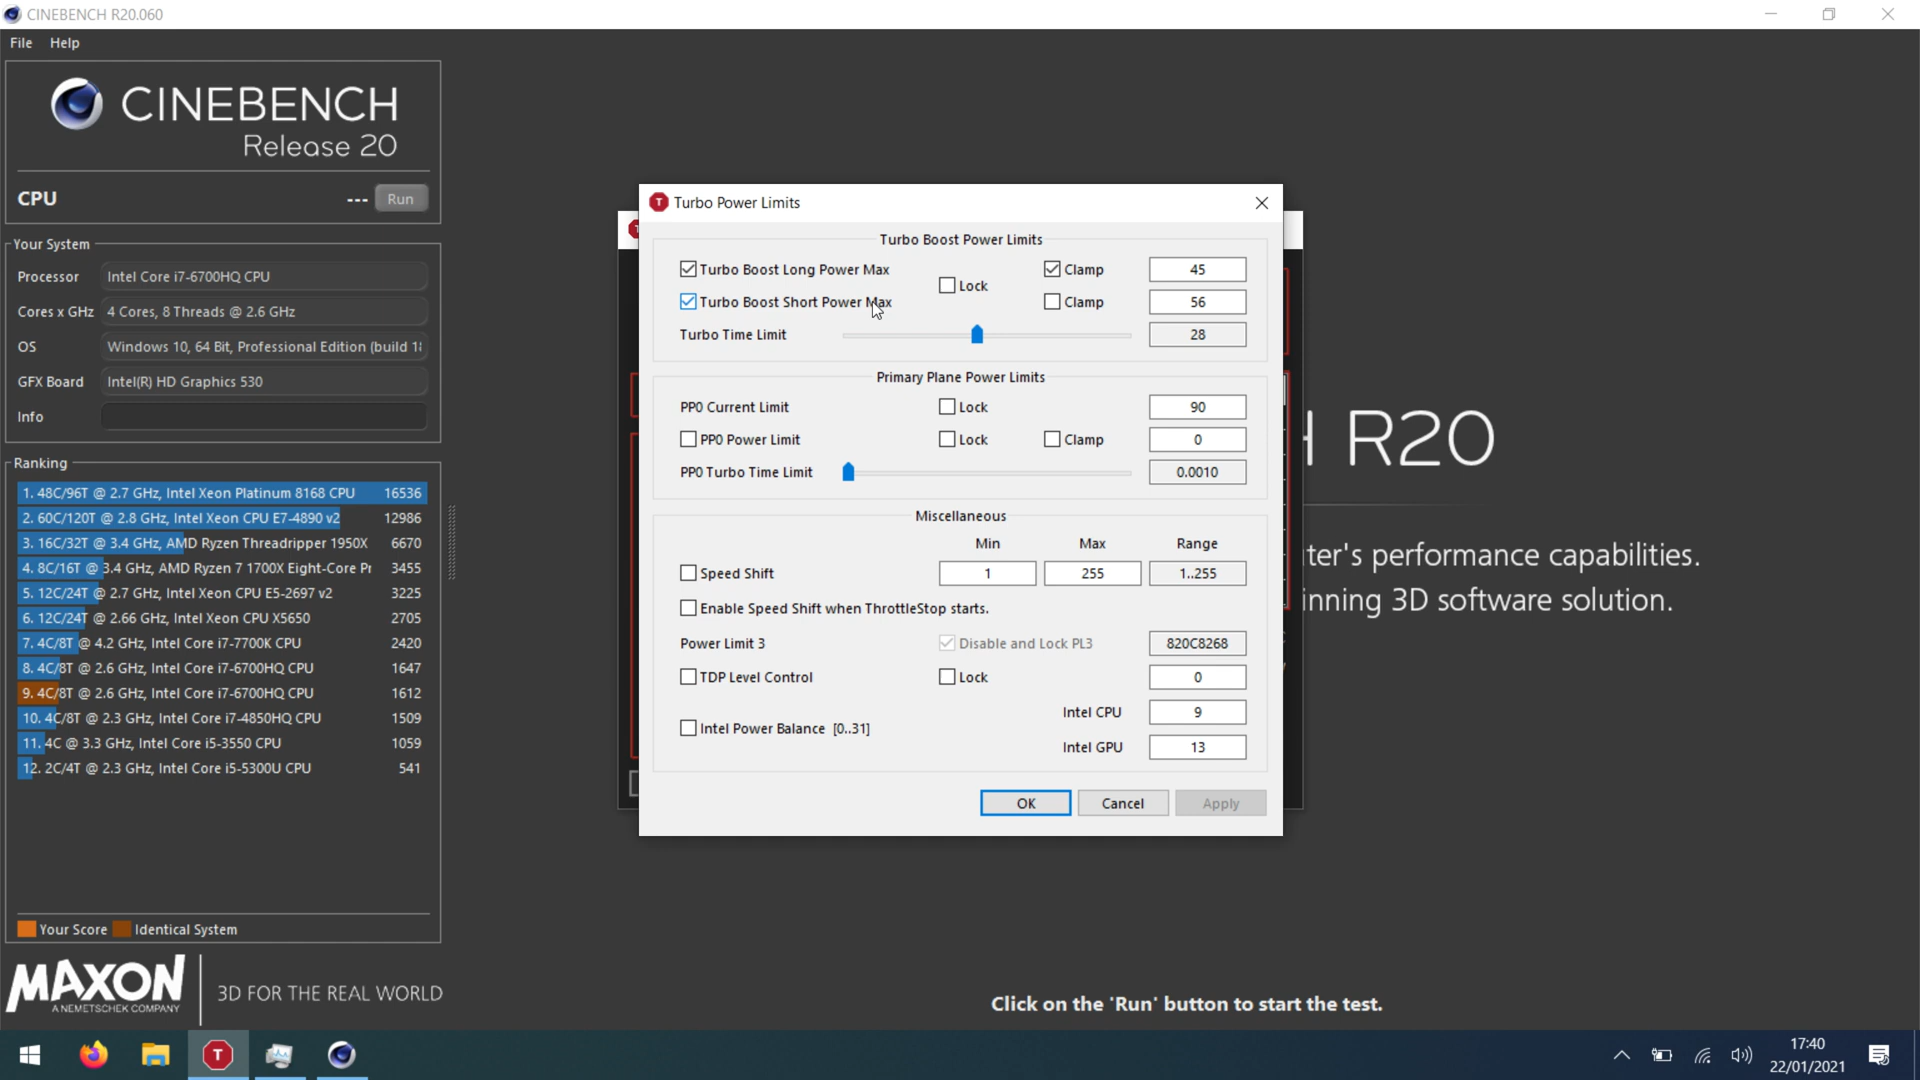 CINEBENCH R20.060
File Help
CINEBENCH
Release 20
CPU --- Run
Your System
Processor Intel Core i7-6700HQ CPU
Cores x GHz 4 Cores, 8 Threads @ 2.6 GHz
OS Windows 10, 64 Bit, Professional Edition (build
GFX Board Intel(R) HD Graphics 530
Info
Ranking
1. 48C/96T @ 2.7 GHz, Intel Xeon Platinum 8168 CPU 16536
2. 60C/120T @ 2.8 GHz, Intel Xeon CPU E7-4890 v2 12986
3. 16C/32T @ 3.4 GHz, AMD Ryzen Threadripper 1950X 6670
4. 8C/16T @ 3.4 GHz, AMD Ryzen 7 1700X Eight-Core Pr 3455
5. 12C/24T @ 2.7 GHz, Intel Xeon CPU E5-2697 v2 3225
6. 12C/24T @ 2.66 GHz, Intel Xeon CPU X5650 2705
7. 4C/8T @ 4.2 GHz, Intel Core i7-7700K CPU 2420
8. 4C/8T @ 2.6 GHz, Intel Core i7-6700HQ CPU 1647
9. 4C/8T @ 2.6 GHz, Intel Core i7-6700HQ CPU 1612
10. 4C/8T @ 2.3 GHz, Intel Core i7-4850HQ CPU 1509
11. 4C @ 3.3 GHz, Intel Core i5-3550 CPU 1059
12. 2C/4T @ 2.3 GHz, Intel Core i5-5300U CPU 541
Your Score Identical System
MAXON
A NEMETSCHEK COMPANY
3D FOR THE REAL WORLD
T Turbo Power Limits
Turbo Boost Power Limits
Turbo Boost Long Power Max Clamp 45
Lock
Turbo Boost Short Power Max Clamp 56
Turbo Time Limit 28
Primary Plane Power Limits
PP0 Current Limit Lock 90
PP0 Power Limit Lock Clamp 0
PP0 Turbo Time Limit 0.0010
Miscellaneous
Min Max Range
Speed Shift 1 255 1..255
Enable Speed Shift when ThrottleStop starts.
Power Limit 3 Disable and Lock PL3 820C8268
TDP Level Control Lock 0
Intel CPU 9
Intel Power Balance [0..31]
Intel GPU 13
OK Cancel Apply
H R20
ter's performance capabilities.
inning 3D software solution.
Click on the 'Run' button to start the test.
T
17:40
22/01/2021